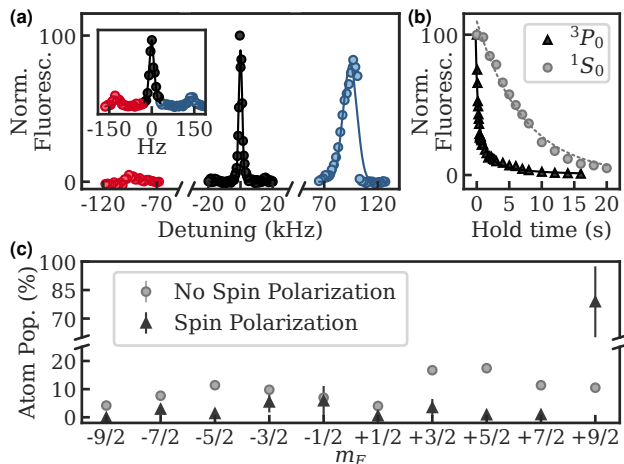 (a)
(b)
100
0
Norm.
Fluoresc.
-150 0 150
Hz
-120 -70 -20 20 70 120
Detuning (kHz)
100
0
Norm.
Fluoresc.
³P₀
¹S₀
0 5 10 15 20
Hold time (s)
(c)
Atom Pop. (%)
100
85
70
20
10
0
No Spin Polarization
Spin Polarization
-9/2 -7/2 -5/2 -3/2 -1/2 +1/2 +3/2 +5/2 +7/2 +9/2
m_F